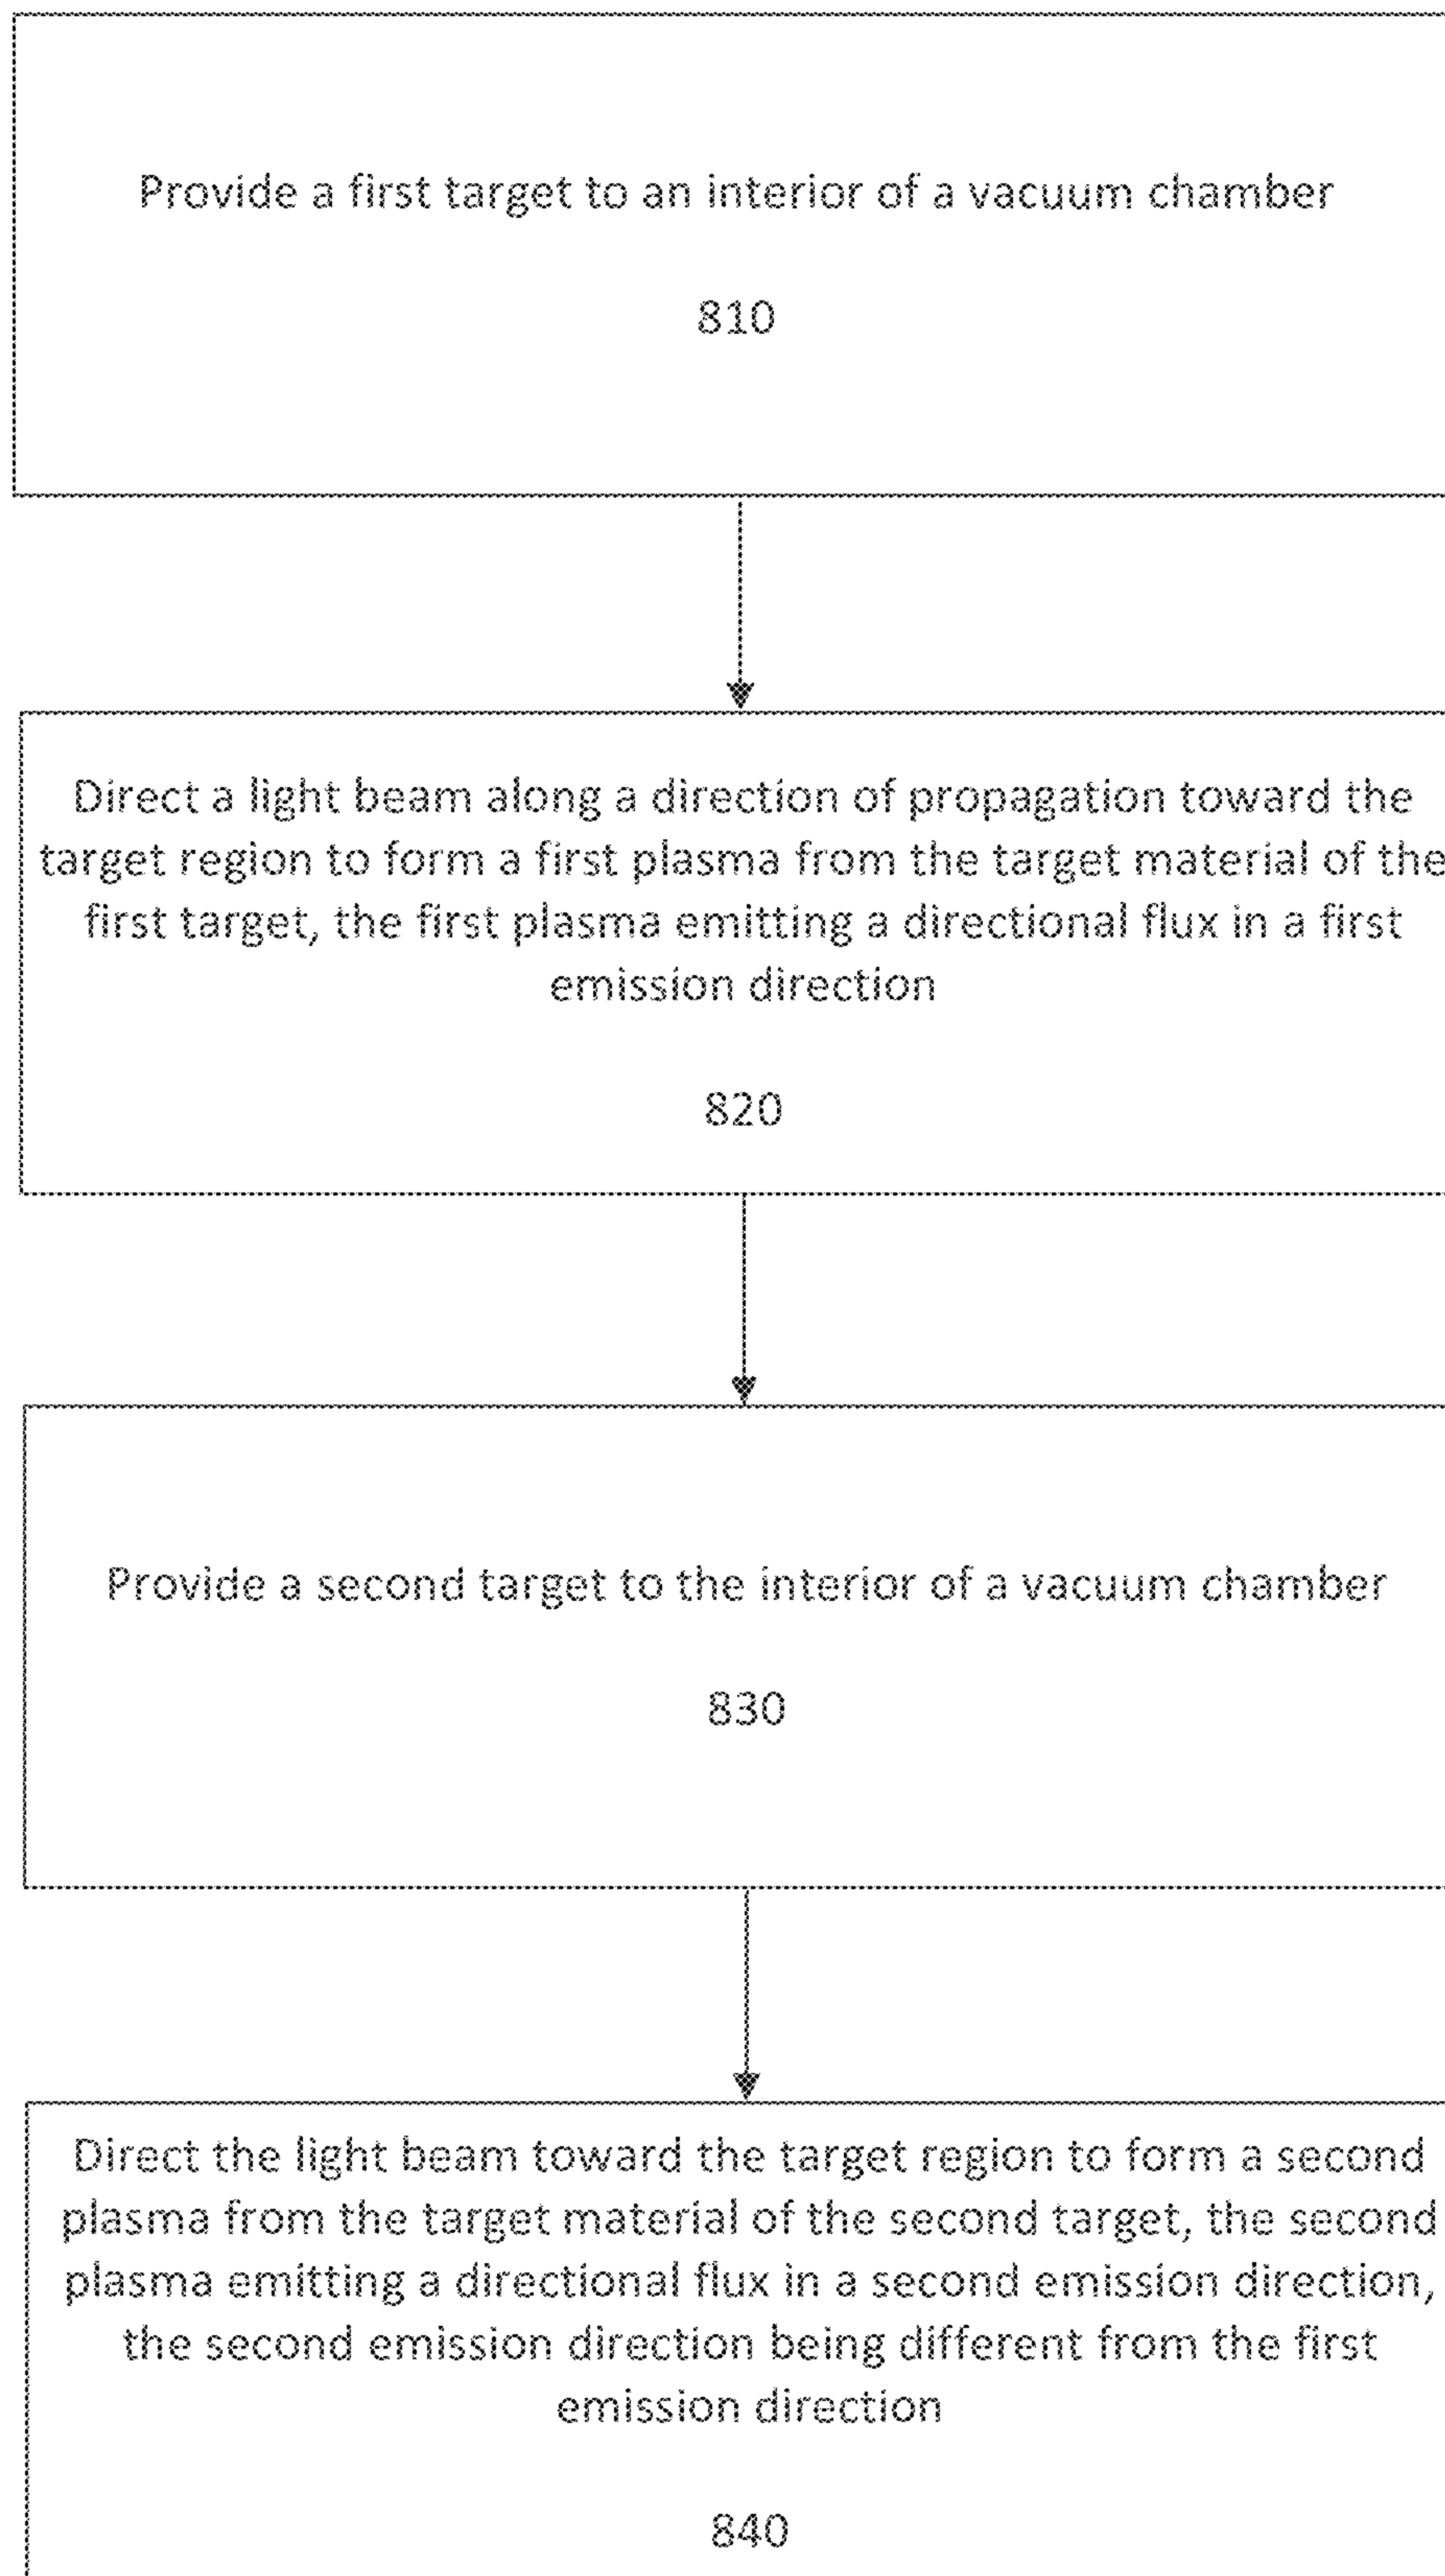 Provide a first target to an interior of a vacuum chamber
810
Direct a light beam along a direction of propagation toward the
target region to form a first plasma from the target material of the
first target, the first plasma emitting a directional flux in a first
emission direction
820
Provide a second target to the interior of a vacuum chamber
830
Direct the light beam toward the target region to form a second
plasma from the target material of the second target, the second
plasma emitting a directional flux in a second emission direction,
the second emission direction being different from the first
emission direction
840